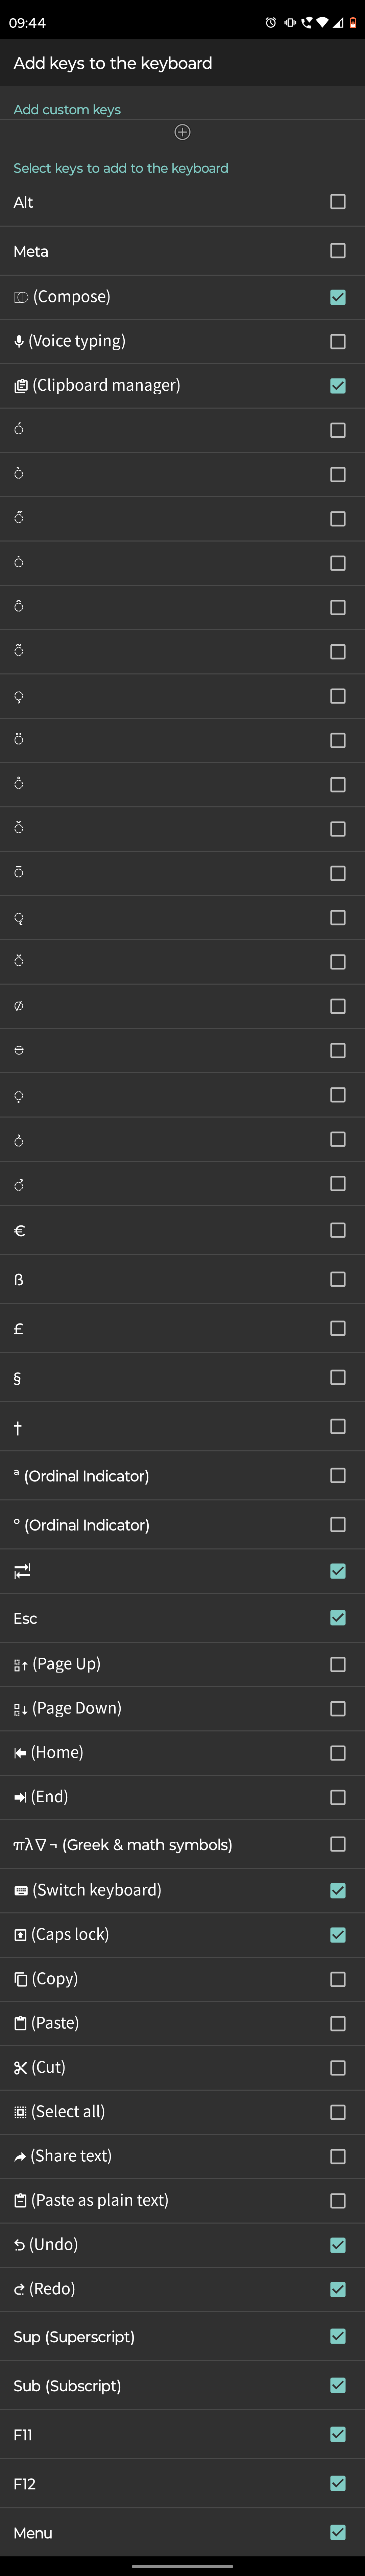 09:44
Add keys to the keyboard
Add custom keys
Select keys to add to the keyboard
Alt
Meta
(Compose)
(Voice typing)
(Clipboard manager)
◌́
◌̀
◌̋
◌̇
◌̂
◌̃
◌̧
◌̈
◌̊
◌̌
◌̄
◌̨
◌̆
◌̸
◌̵
◌̣
◌̉
◌̛
€
ß
£
§
†
ª (Ordinal Indicator)
º (Ordinal Indicator)
Esc
(Page Up)
(Page Down)
(Home)
(End)
πλ∇¬ (Greek & math symbols)
(Switch keyboard)
(Caps lock)
(Copy)
(Paste)
(Cut)
(Select all)
(Share text)
(Paste as plain text)
(Undo)
(Redo)
Sup (Superscript)
Sub (Subscript)
F11
F12
Menu